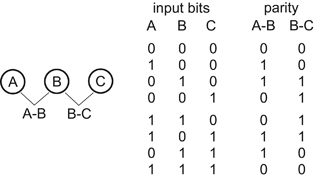 input bits parity
A B C A-B B-C
0 0 0 0 0
1 0 0 1 0
0 1 0 1 1
0 0 1 0 1
1 1 0 0 1
1 0 1 1 1
0 1 1 1 0
1 1 1 0 0
A B C
A-B B-C